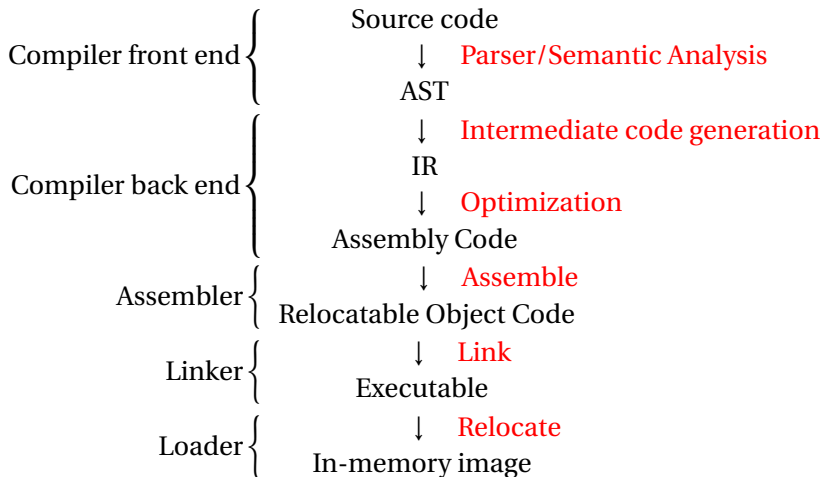 Source code
Compiler front end
↓ Parser/Semantic Analysis
AST
↓ Intermediate code generation
IR
Compiler back end
↓ Optimization
Assembly Code
↓ Assemble
Assembler
Relocatable Object Code
↓ Link
Linker
Executable
↓ Relocate
Loader
In-memory image